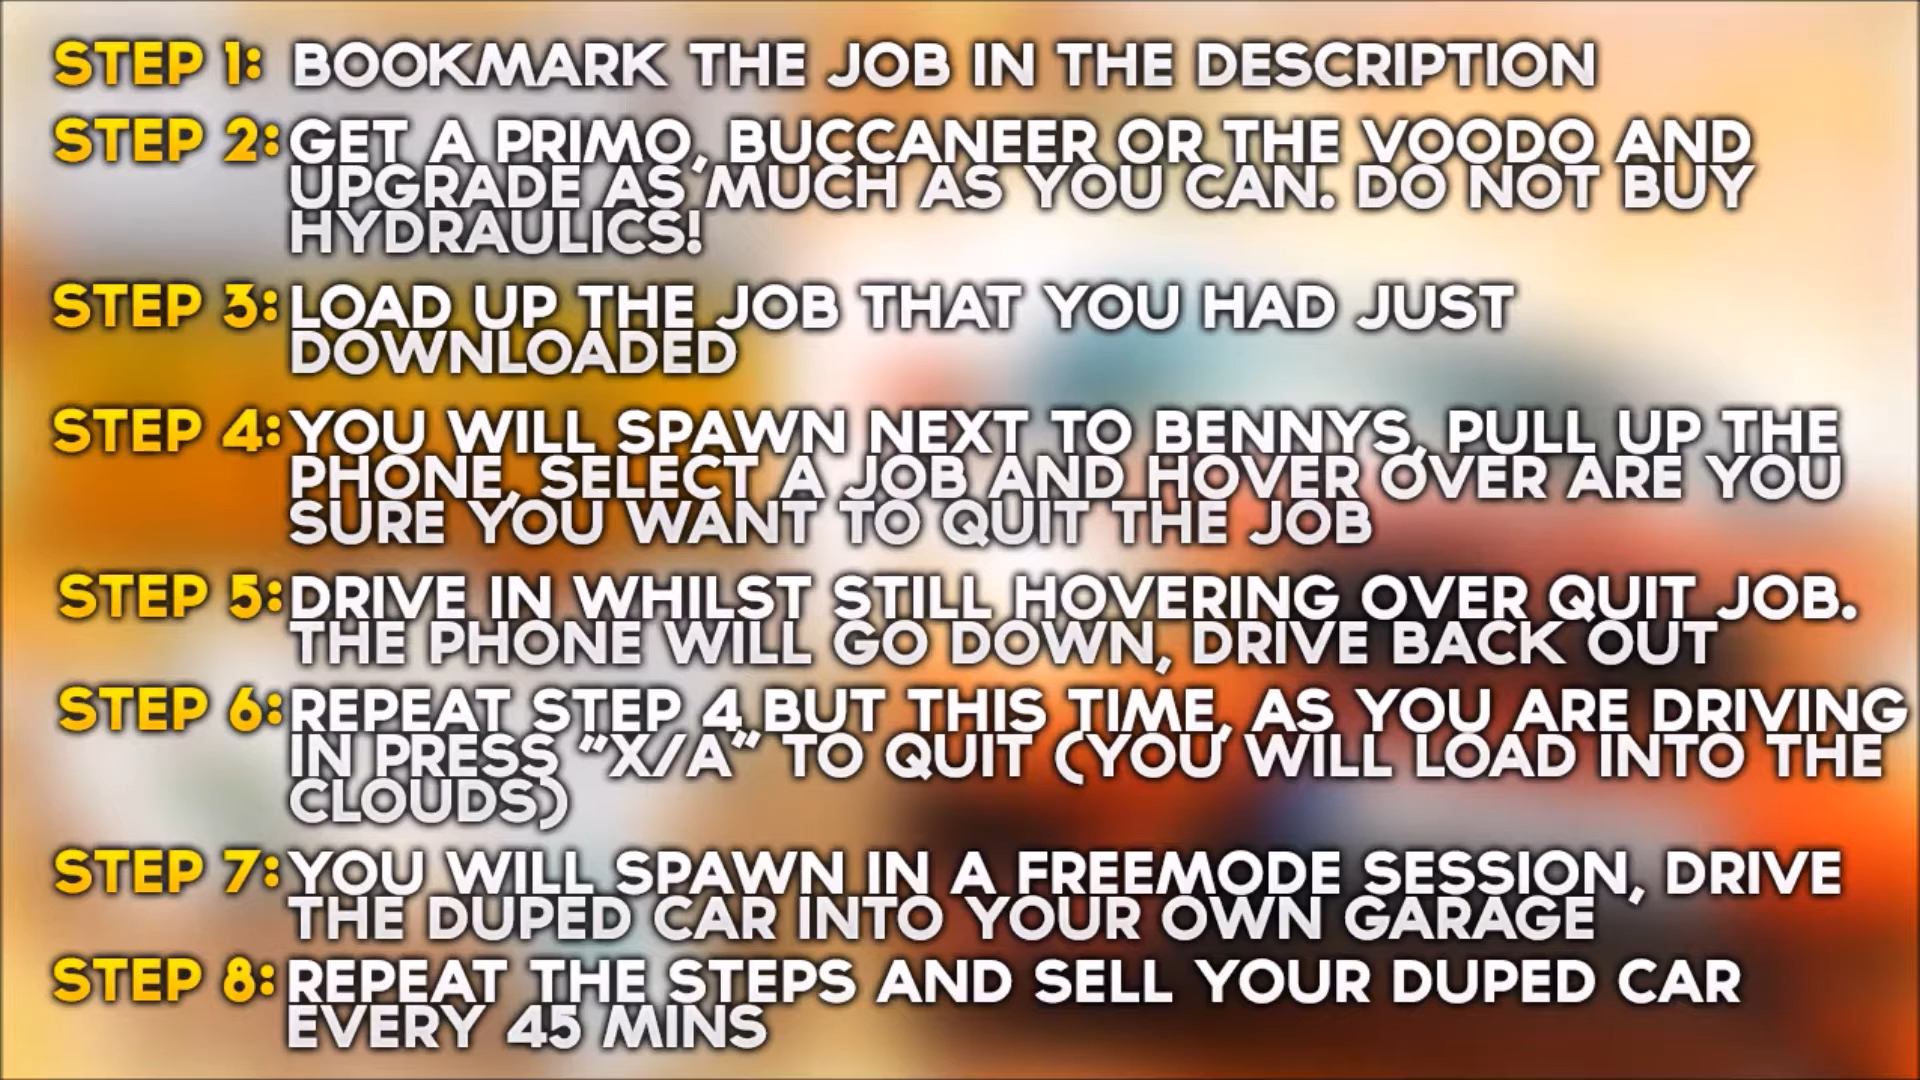 STEP 1: BOOKMARK THE JOB IN THE DESCRIPTION
STEP 2: GET A PRIMO, BUCCANEER OR THE VOODO AND
UPGRADE AS MUCH AS YOU CAN. DO NOT BUY
HYDRAULICS!
STEP 3: LOAD UP THE JOB THAT YOU HAD JUST
DOWNLOADED
STEP 4: YOU WILL SPAWN NEXT TO BENNYS, PULL UP THE
PHONE, SELECT A JOB AND HOVER OVER ARE YOU
SURE YOU WANT TO QUIT THE JOB
STEP 5: DRIVE IN WHILST STILL HOVERING OVER QUIT JOB.
THE PHONE WILL GO DOWN, DRIVE BACK OUT
STEP 6: REPEAT STEP 4 BUT THIS TIME, AS YOU ARE DRIVING
IN PRESS "X/A" TO QUIT (YOU WILL LOAD INTO THE
CLOUDS)
STEP 7: YOU WILL SPAWN IN A FREEMODE SESSION, DRIVE
THE DUPED CAR INTO YOUR OWN GARAGE
STEP 8: REPEAT THE STEPS AND SELL YOUR DUPED CAR
EVERY 45 MINS